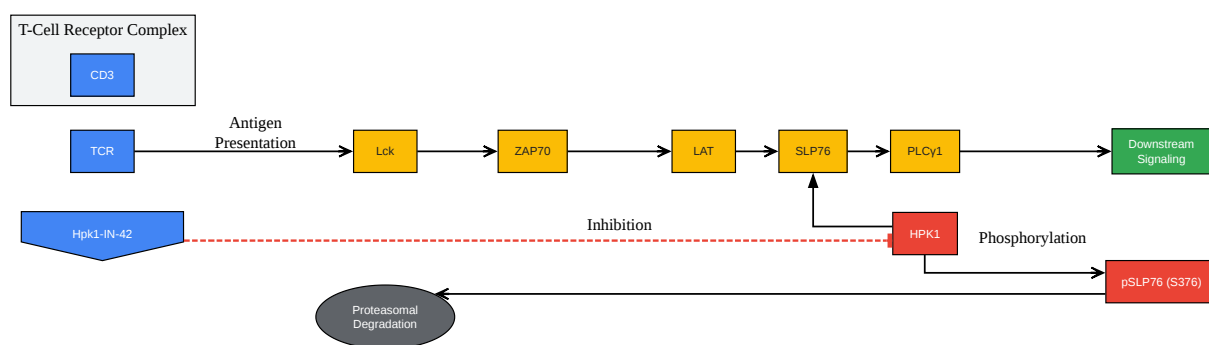 T-Cell Receptor Complex
CD3
Antigen
Presentation
TCR
Lck
ZAP70
LAT
SLP76
PLCγ1
Downstream
Signaling
Hpk1-IN-42
Inhibition
HPK1
Phosphorylation
pSLP76 (S376)
Proteasomal
Degradation